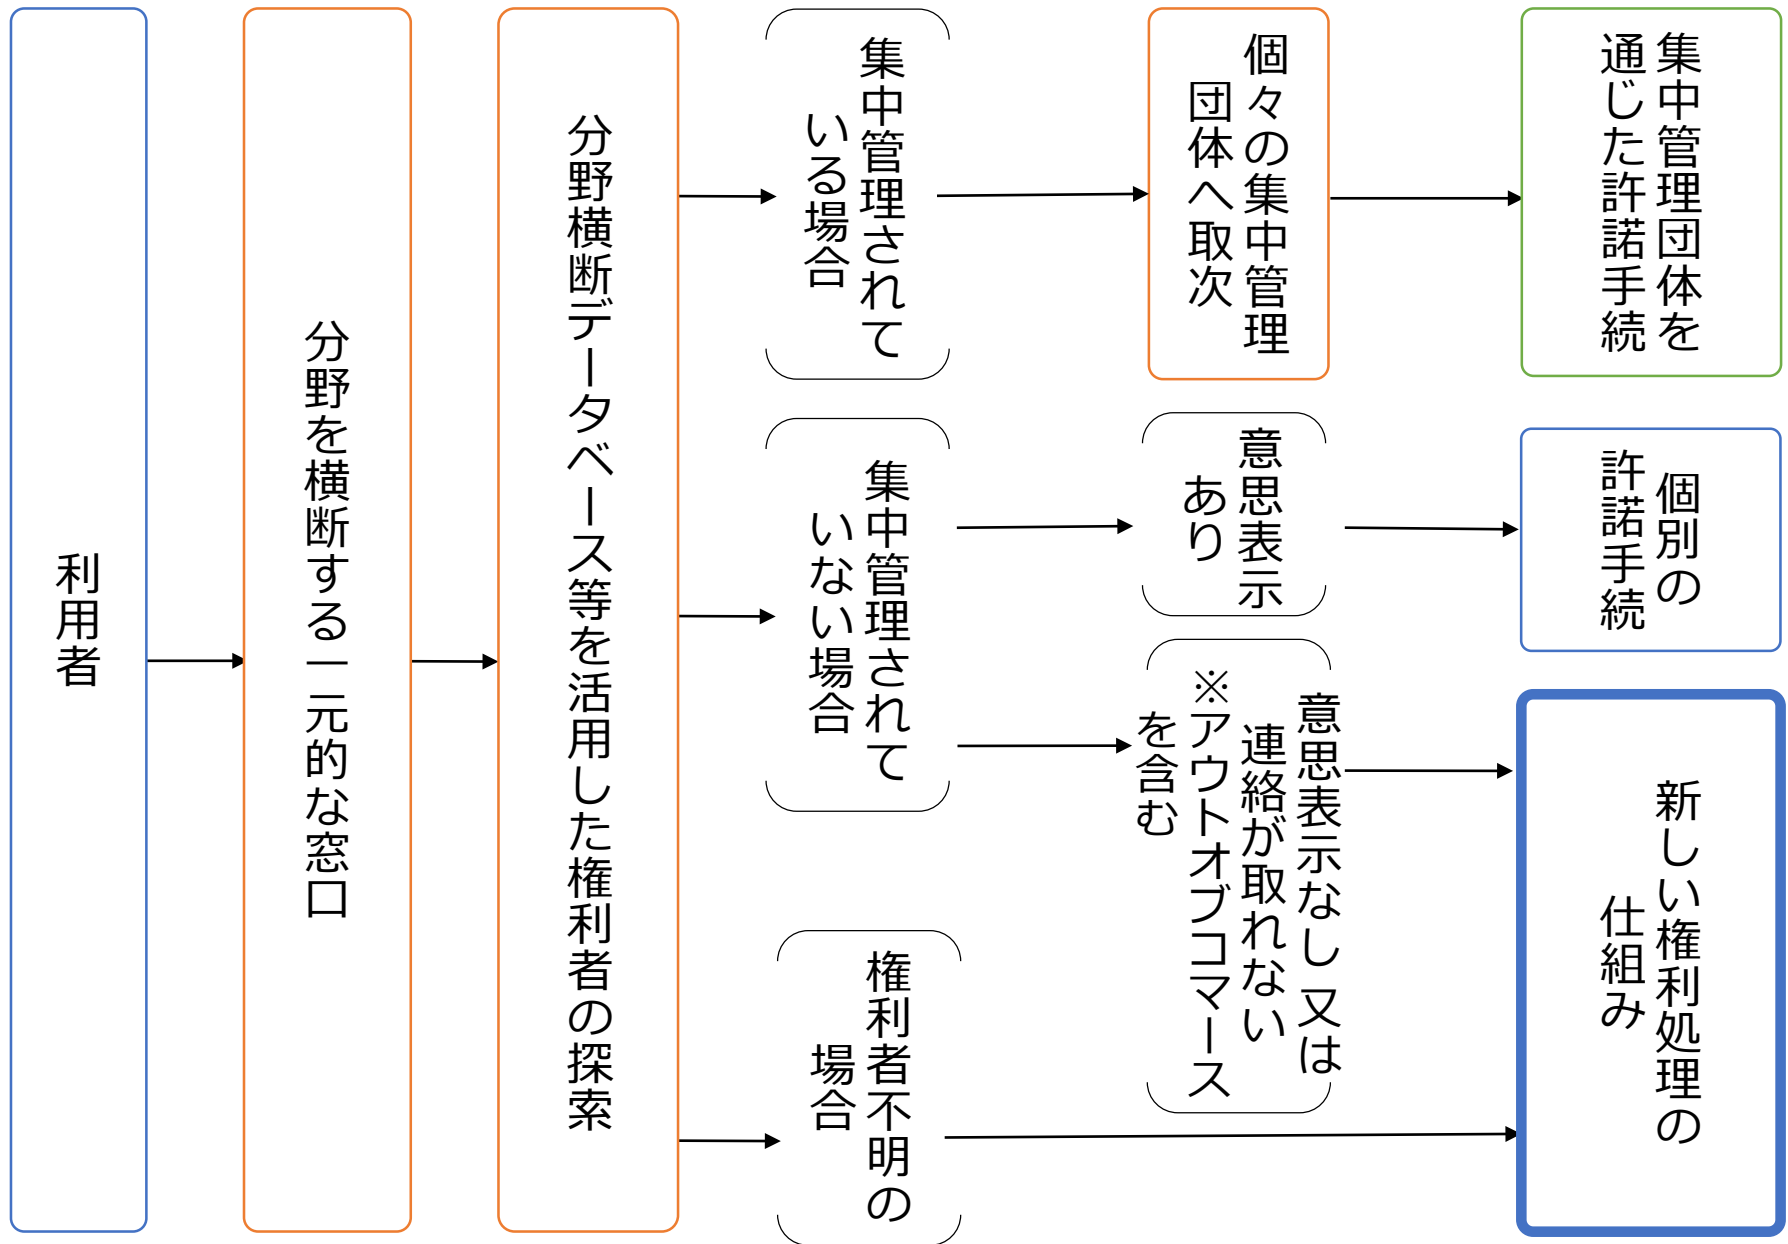 利用者
分野を横断する一元的な窓口
分野横断データベース等を活用した権利者の探索
集中管理されて
いる場合
個々の集中管理
団体へ取次
集中管理団体を
通じた許諾手続
集中管理されて
いない場合
意思表示
あり
個別の
許諾手続
意思表示なし又は
連絡が取れない
※アウトオブコマース
を含む
権利者不明の
場合
新しい権利処理の
仕組み